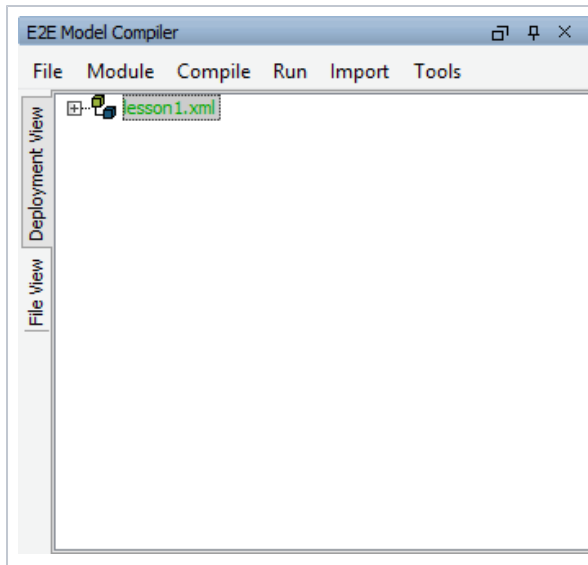 E2E Model Compiler
File Module Compile Run Import Tools
lesson1.xml
Deployment View
File View